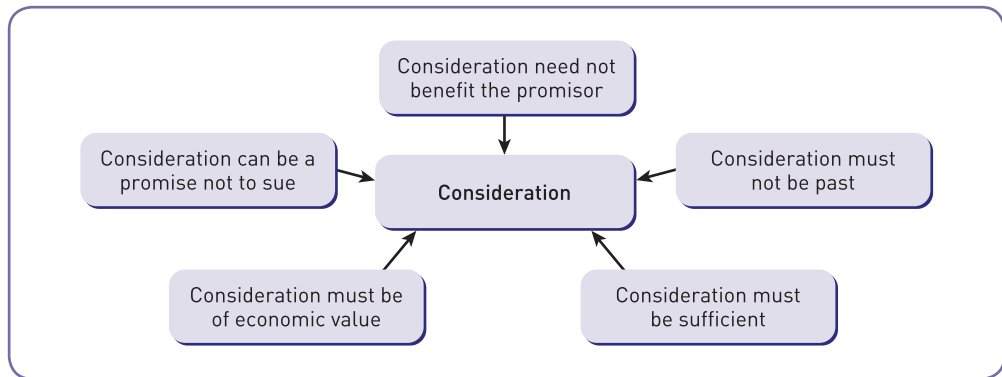 Consideration need not
benefit the promisor
Consideration can be a
promise not to sue
Consideration
Consideration must
not be past
Consideration must be
of economic value
Consideration must
be sufficient